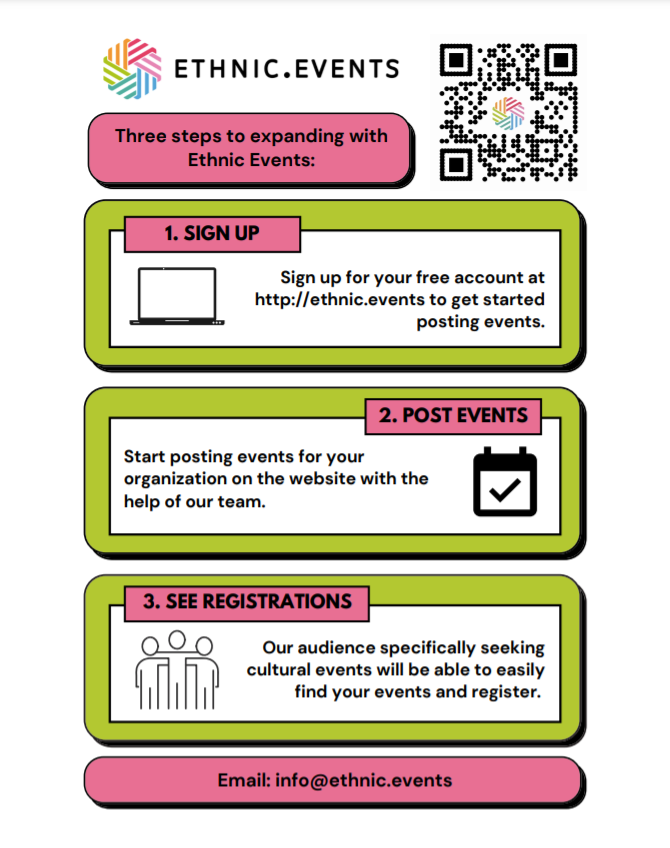 ETHNIC.EVENTS
Three steps to expanding with
Ethnic Events:
1. SIGN UP
Sign up for your free account at
http://ethnic.events to get started
posting events.
2. POST EVENTS
Start posting events for your
organization on the website with the
help of our team.
3. SEE REGISTRATIONS
Our audience specifically seeking
cultural events will be able to easily
find your events and register.
Email: info@ethnic.events